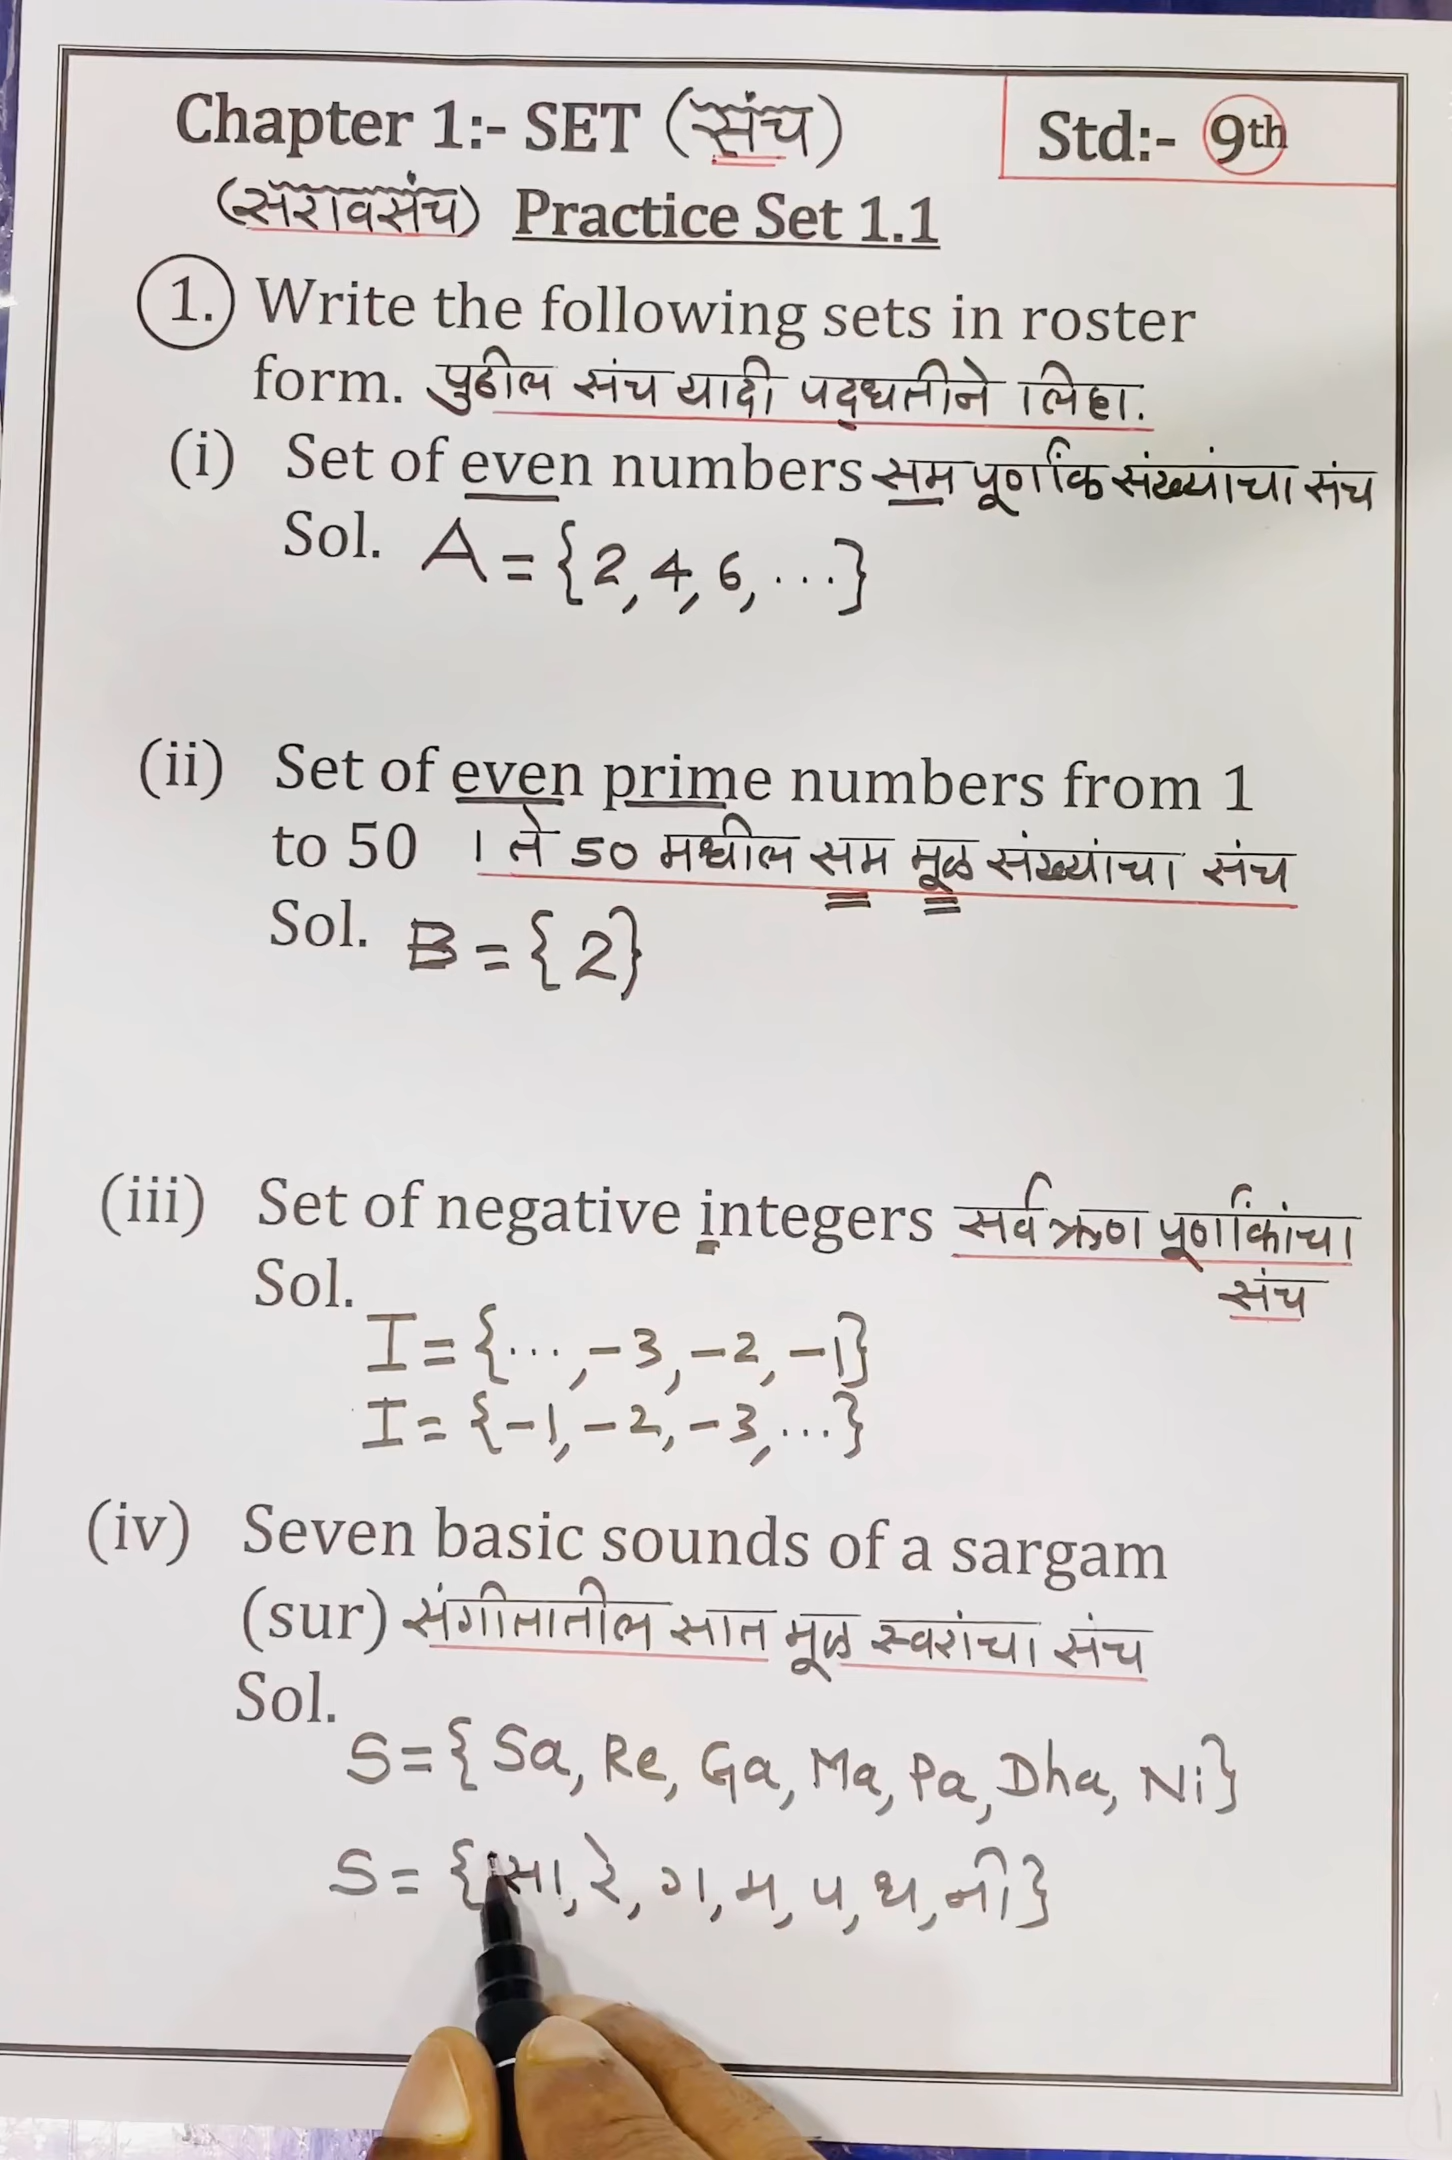 Chapter 1:- SET (संच)
Std:- 9th
(सरावसंच) Practice Set 1.1
1. Write the following sets in roster
form. पुढील संच यादी पद्धतीने लिहा.
(i) Set of even numbers सम पूर्णांक संख्यांचा संच
Sol. A = {2, 4, 6, ...}
(ii) Set of even prime numbers from 1
to 50 1 ते 50 मधील सम मूळ संख्यांचा संच
Sol. B = {2}
(iii) Set of negative integers सर्व ऋण पूर्णांकांचा
संच
Sol.
I = {..., -3, -2, -1}
I = {-1, -2, -3, ...}
(iv) Seven basic sounds of a sargam
(sur) संगीतातील सात मूळ स्वरांचा संच
Sol.
S = {Sa, Re, Ga, Ma, Pa, Dha, Ni}
S = {सा, रे, ग, म, प, ध, नी}